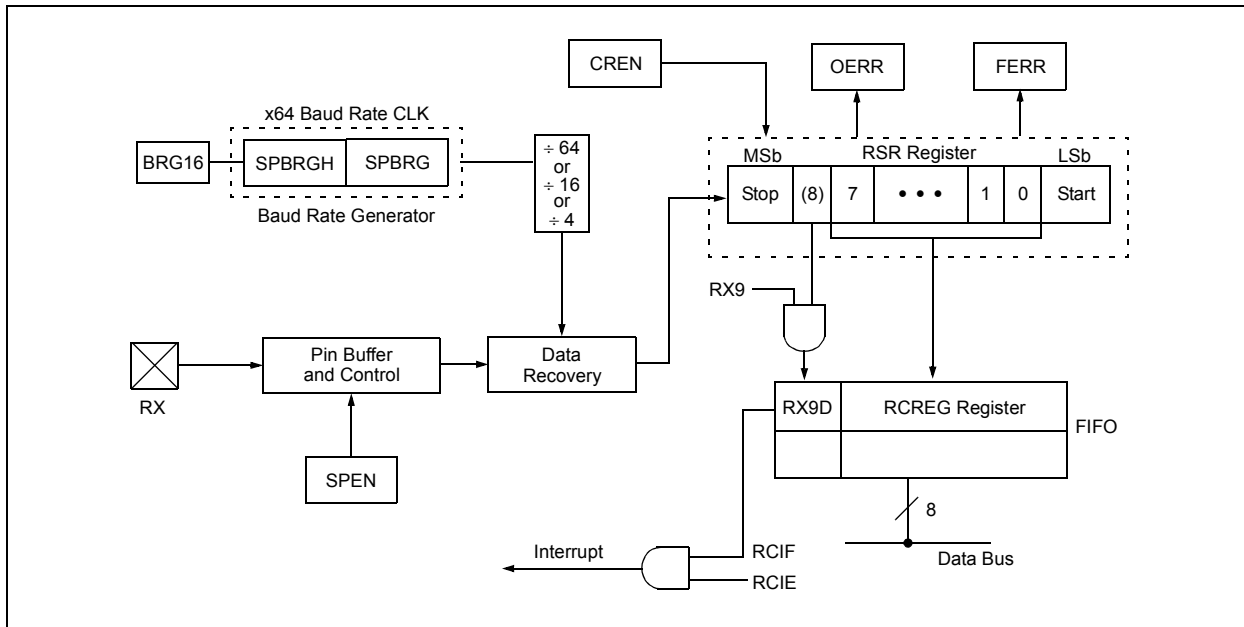 CREN
OERR
FERR
x64 Baud Rate CLK
BRG16
SPBRGH
SPBRG
Baud Rate Generator
÷ 64
or
÷ 16
or
÷ 4
MSb
RSR Register
LSb
Stop
(8)
7
• • •
1
0
Start
RX9
RX
Pin Buffer
and Control
Data
Recovery
SPEN
RX9D
RCREG Register
FIFO
8
Data Bus
Interrupt
RCIF
RCIE